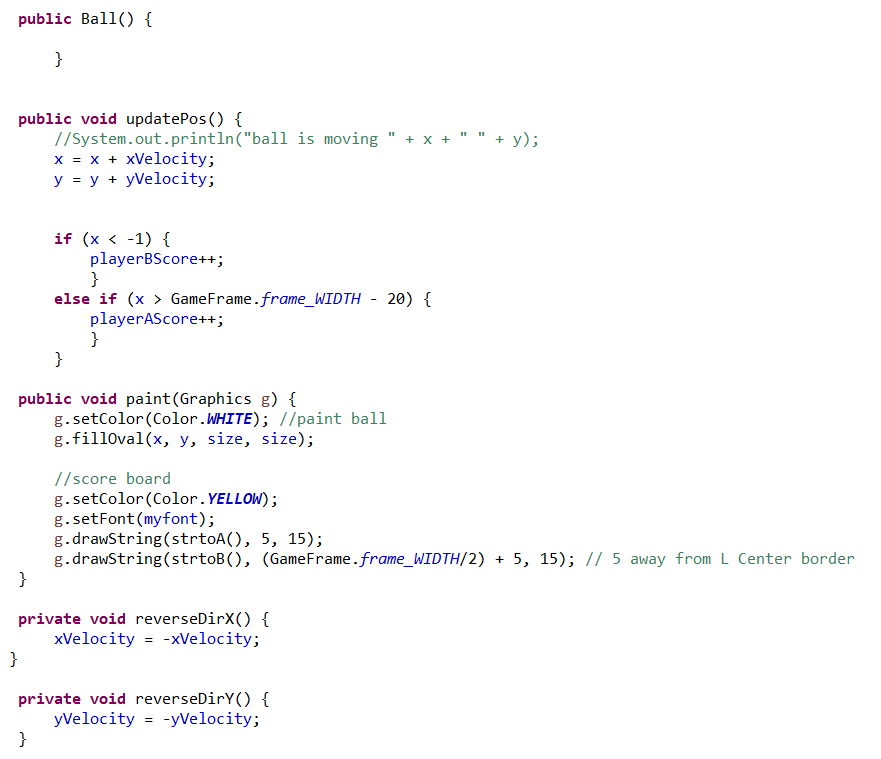 public Ball() {
}
public void updatePos() {
//System.out.println("ball is moving " + x + " " + y);
x = x + xVelocity;
y = y + yVelocity;
if (x < -1) {
playerBScore++;
}
else if (x > GameFrame.frame_WIDTH - 20) {
playerAScore++;
}
}
public void paint(Graphics g) {
g.setColor(Color.WHITE); //paint ball
g.fillOval(x, y, size, size);
//score board
g.setColor(Color.YELLOW);
g.setFont(myfont);
g.drawString(strtoA(), 5, 15);
g.drawString(strtoB(), (GameFrame.frame_WIDTH/2) + 5, 15); // 5 away from L Center border
}
private void reverseDirX() {
xVelocity = -xVelocity;
}
private void reverseDirY() {
yVelocity = -yVelocity;
}